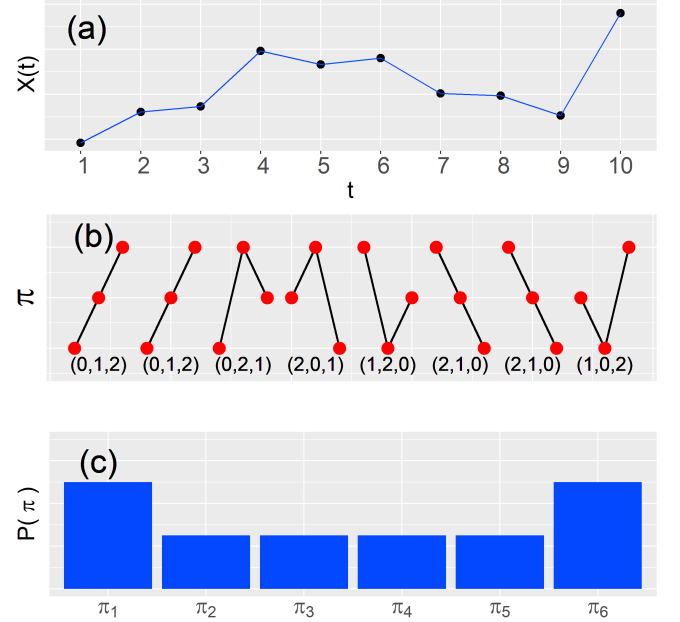 (a)
X(t)
1 2 3 4 5 6 7 8 9 10
t
(b)
π
(0,1,2) (0,1,2) (0,2,1) (2,0,1) (1,2,0) (2,1,0) (2,1,0) (1,0,2)
(c)
P(π)
π₁ π₂ π₃ π₄ π₅ π₆